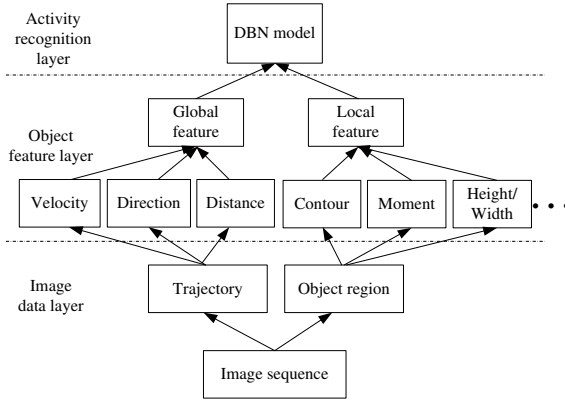 Activity
recognition
layer
DBN model
Object
feature layer
Global
feature
Local
feature
Velocity
Direction
Distance
Contour
Moment
Height/
Width
Image
data layer
Trajectory
Object region
Image sequence